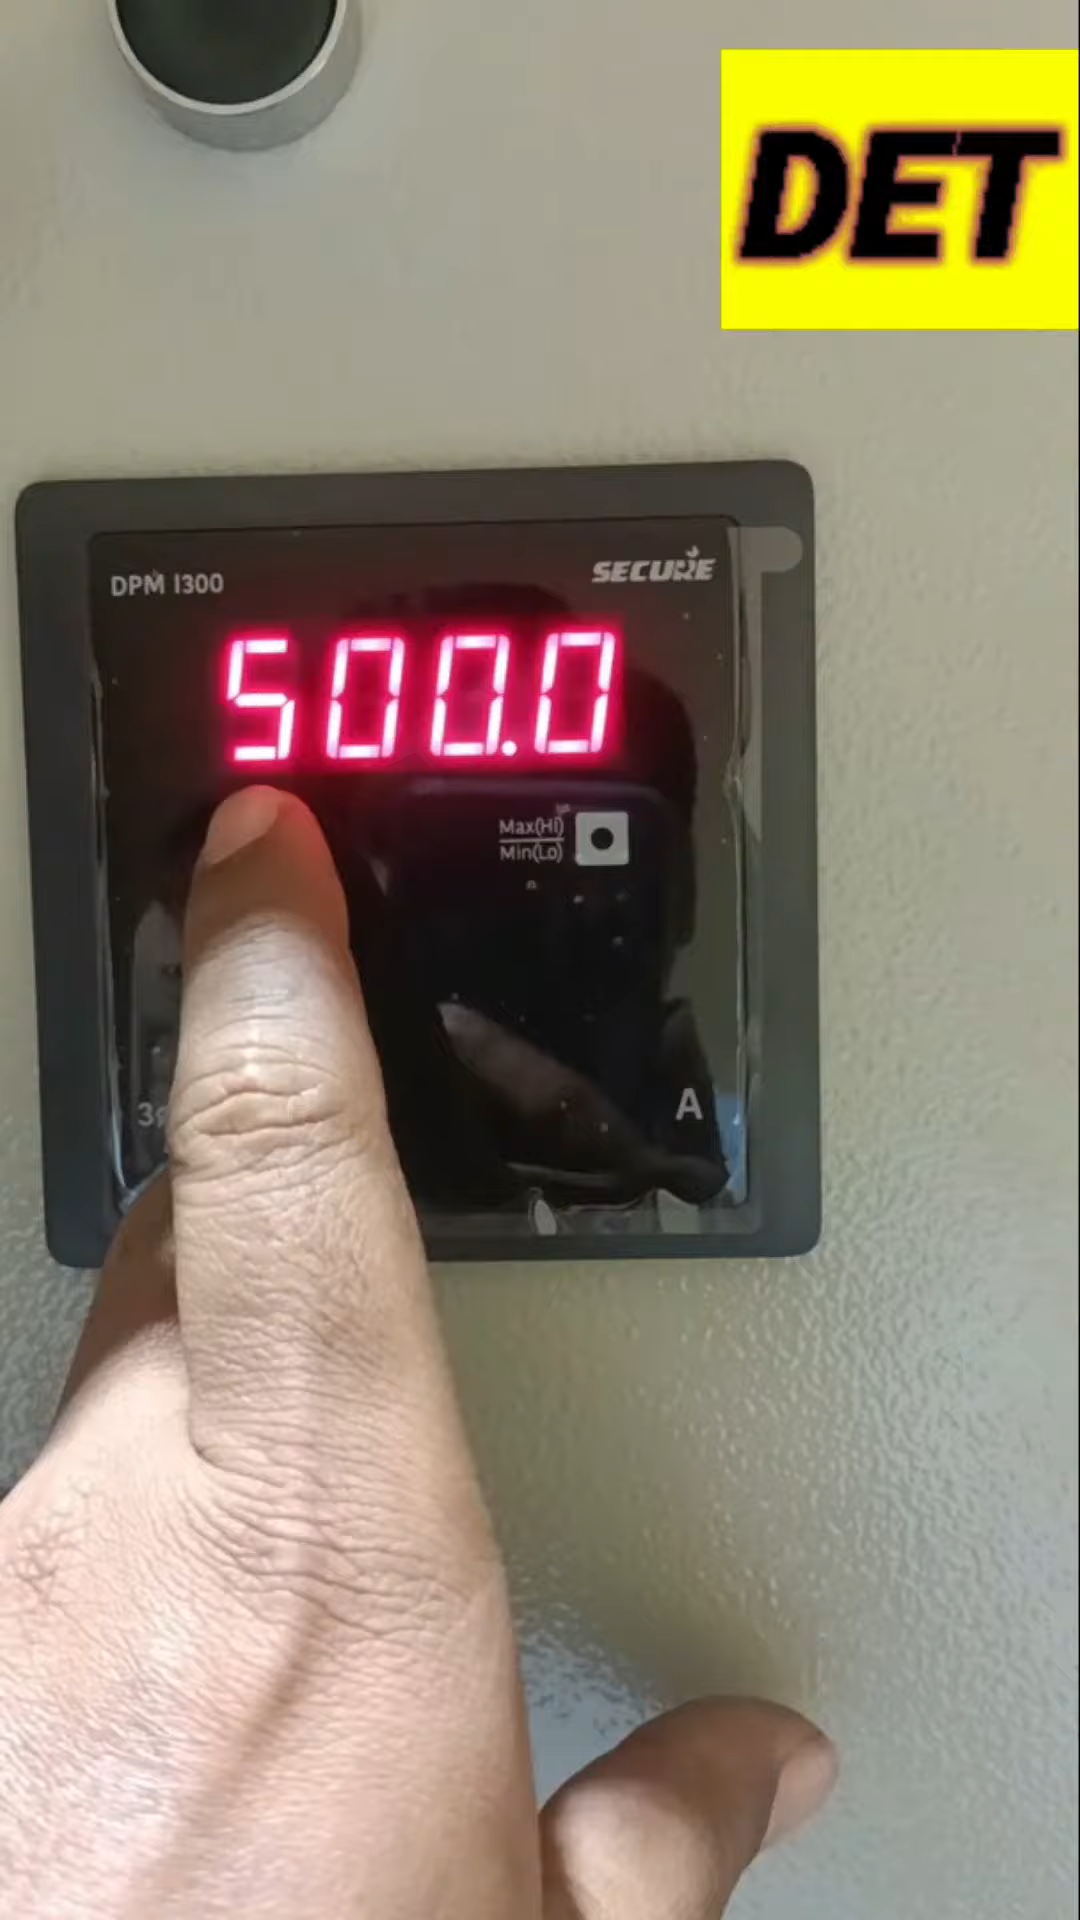 DET
DPM I300
SECURE
500.0
Max(Hi)
Min(Lo)
A